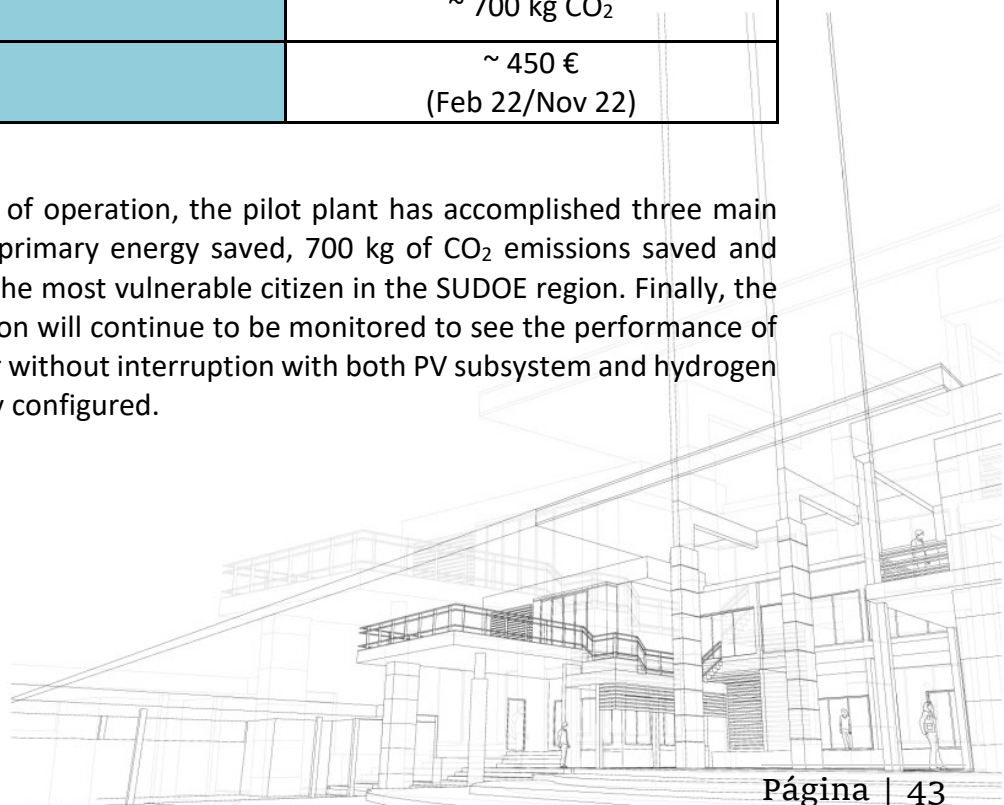 ~ 700 kg CO₂
~ 450 €
(Feb 22/Nov 22)
of operation, the pilot plant has accomplished three main
primary energy saved, 700 kg of CO₂ emissions saved and
the most vulnerable citizen in the SUDOE region. Finally, the
will continue to be monitored to see the performance of
without interruption with both PV subsystem and hydrogen
configured.
Página | 43